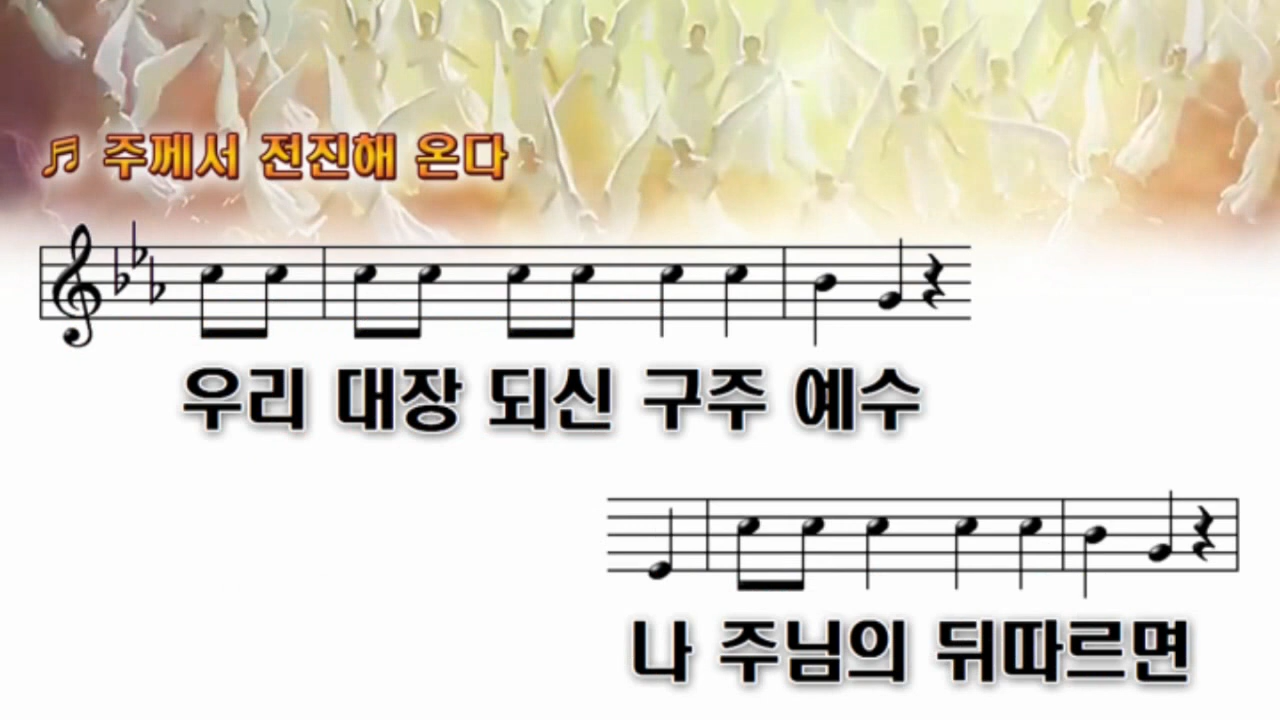 ♬ 주께서 전진해 온다
우리 대장 되신 구주 예수
나 주님의 뒤따르면